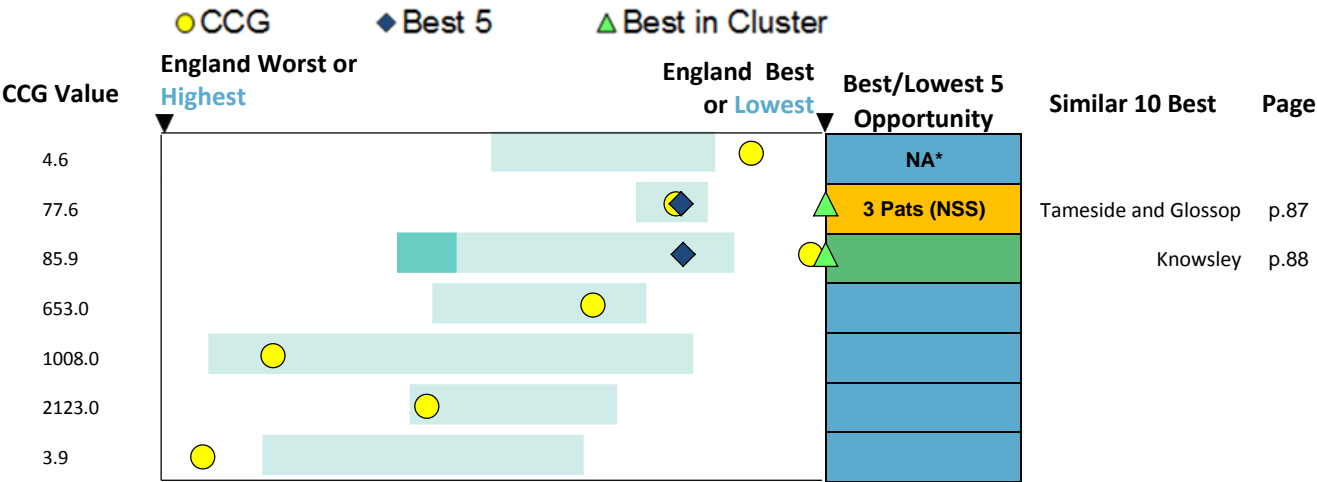 CCG Best 5 Best in Cluster
England Worst or
Highest
England Best
or Lowest
CCG Value
Best/Lowest 5
Opportunity
Similar 10 Best
Page
4.6 NA*
77.6 3 Pats (NSS) Tameside and Glossop p.87
85.9 Knowsley p.88
653.0
1008.0
2123.0
3.9